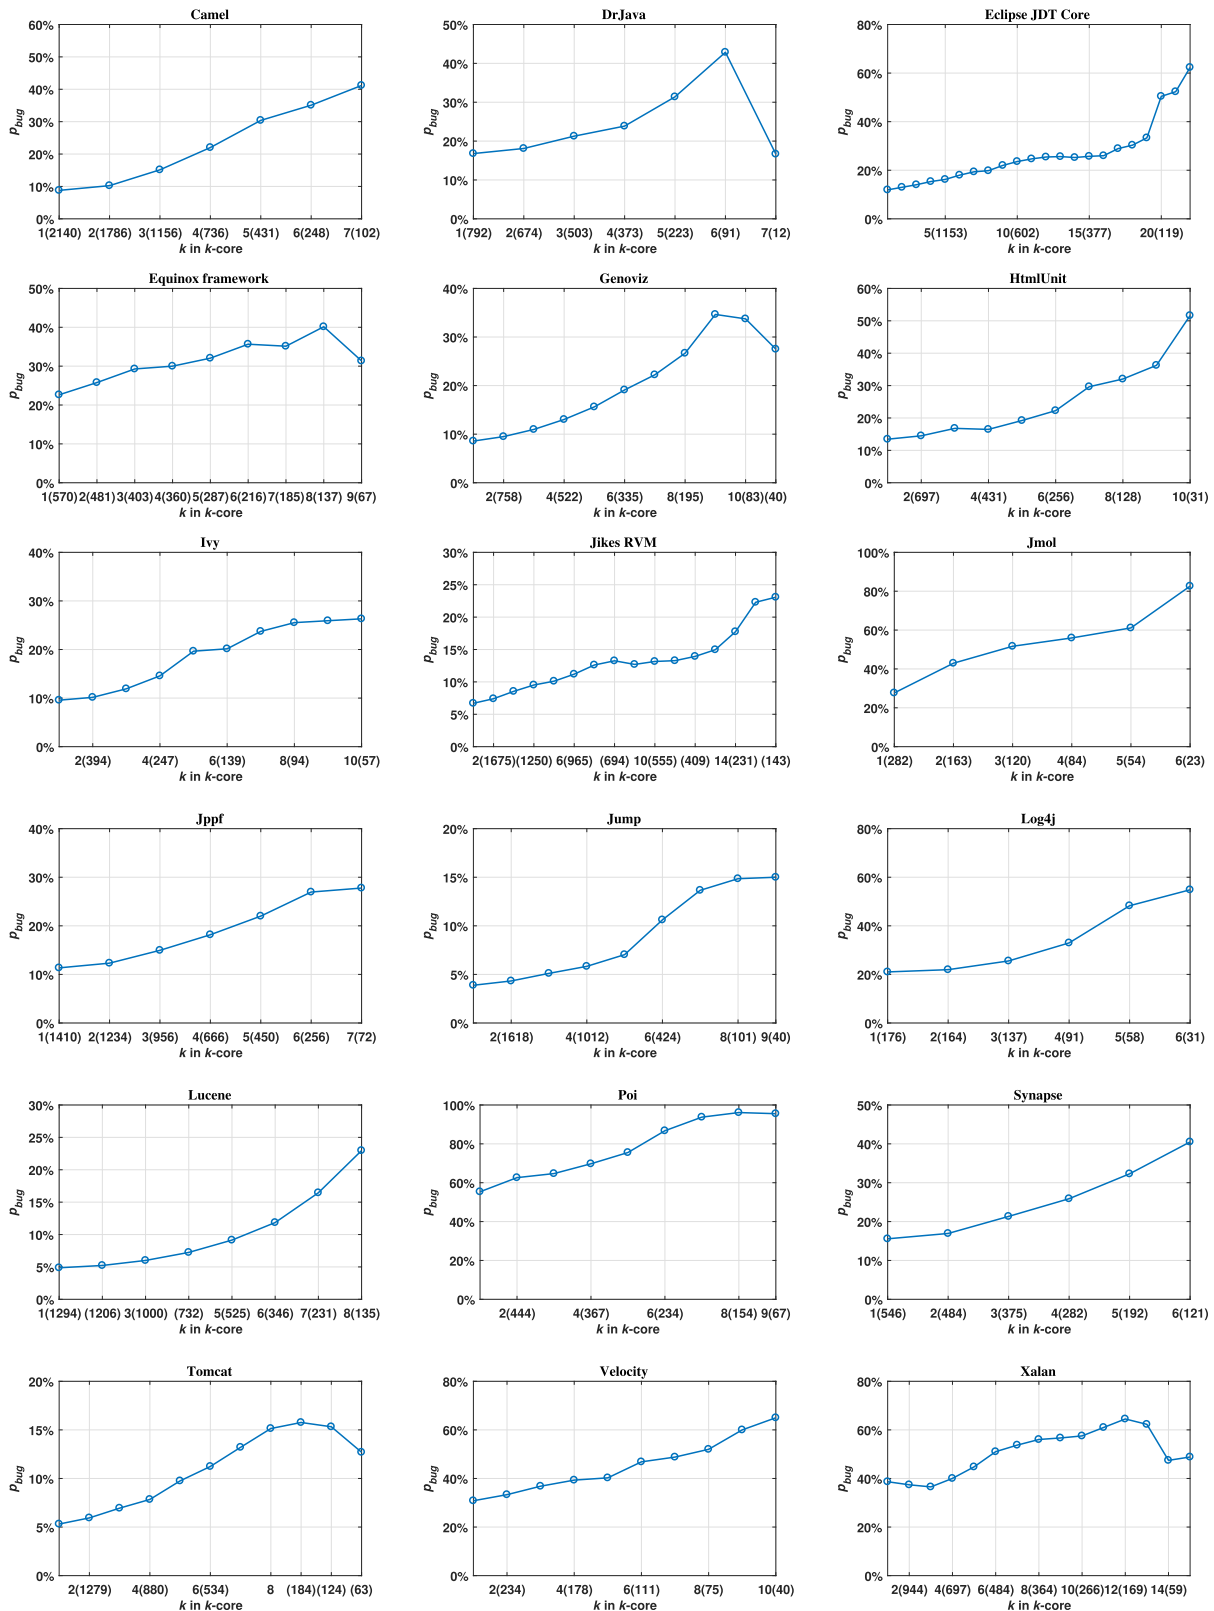 Camel
60%
50%
40%
30%
20%
10%
0%
p_bug
1(2140) 2(1786) 3(1156) 4(736) 5(431) 6(248) 7(102)
k in k-core
DrJava
50%
40%
30%
20%
10%
0%
p_bug
1(792) 2(674) 3(503) 4(373) 5(223) 6(91) 7(12)
k in k-core
Eclipse JDT Core
80%
60%
40%
20%
0%
p_bug
5(1153) 10(602) 15(377) 20(119)
k in k-core
Equinox framework
50%
40%
30%
20%
10%
0%
p_bug
1(570) 2(481) 3(403) 4(360) 5(287) 6(216) 7(185) 8(137) 9(67)
k in k-core
Genoviz
40%
30%
20%
10%
0%
p_bug
2(758) 4(522) 6(335) 8(195) 10(83)(40)
k in k-core
HtmlUnit
60%
50%
40%
30%
20%
10%
0%
p_bug
2(697) 4(431) 6(256) 8(128) 10(31)
k in k-core
Ivy
40%
30%
20%
10%
0%
p_bug
2(394) 4(247) 6(139) 8(94) 10(57)
k in k-core
Jikes RVM
30%
25%
20%
15%
10%
5%
0%
p_bug
2(1675)(1250) 6(965) (694) 10(555) (409) 14(231) (143)
k in k-core
Jmol
100%
80%
60%
40%
20%
0%
p_bug
1(282) 2(163) 3(120) 4(84) 5(54) 6(23)
k in k-core
Jppf
40%
30%
20%
10%
0%
p_bug
1(1410) 2(1234) 3(956) 4(666) 5(450) 6(256) 7(72)
k in k-core
Jump
20%
15%
10%
5%
0%
p_bug
2(1618) 4(1012) 6(424) 8(101) 9(40)
k in k-core
Log4j
80%
60%
40%
20%
0%
p_bug
1(176) 2(164) 3(137) 4(91) 5(58) 6(31)
k in k-core
Lucene
30%
25%
20%
15%
10%
5%
0%
p_bug
1(1294) (1206) 3(1000) (732) 5(525) 6(346) 7(231) 8(135)
k in k-core
Poi
100%
80%
60%
40%
20%
0%
p_bug
2(444) 4(367) 6(234) 8(154) 9(67)
k in k-core
Synapse
50%
40%
30%
20%
10%
0%
p_bug
1(546) 2(484) 3(375) 4(282) 5(192) 6(121)
k in k-core
Tomcat
20%
15%
10%
5%
0%
p_bug
2(1279) 4(880) 6(534) 8 (184)(124) (63)
k in k-core
Velocity
80%
60%
40%
20%
0%
p_bug
2(234) 4(178) 6(111) 8(75) 10(40)
k in k-core
Xalan
80%
60%
40%
20%
0%
p_bug
2(944) 4(697) 6(484) 8(364) 10(266)12(169) 14(59)
k in k-core